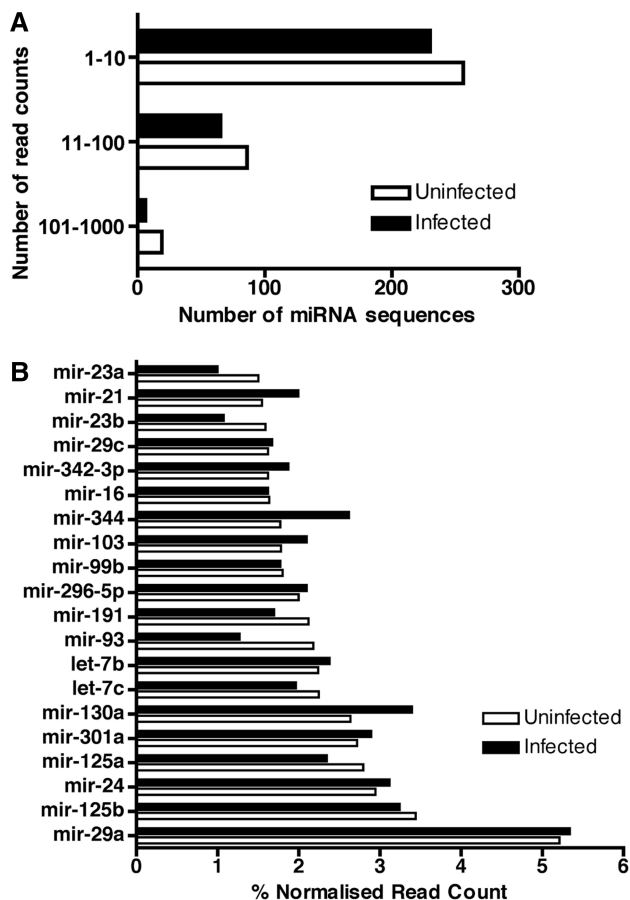 A
Number of read counts
1-10
11-100
101-1000
Uninfected
Infected
0 100 200 300
Number of miRNA sequences
B
mir-23a
mir-21
mir-23b
mir-29c
mir-342-3p
mir-16
mir-344
mir-103
mir-99b
mir-296-5p
mir-191
mir-93
let-7b
let-7c
mir-130a
mir-301a
mir-125a
mir-24
mir-125b
mir-29a
Uninfected
Infected
0 1 2 3 4 5 6
% Normalised Read Count